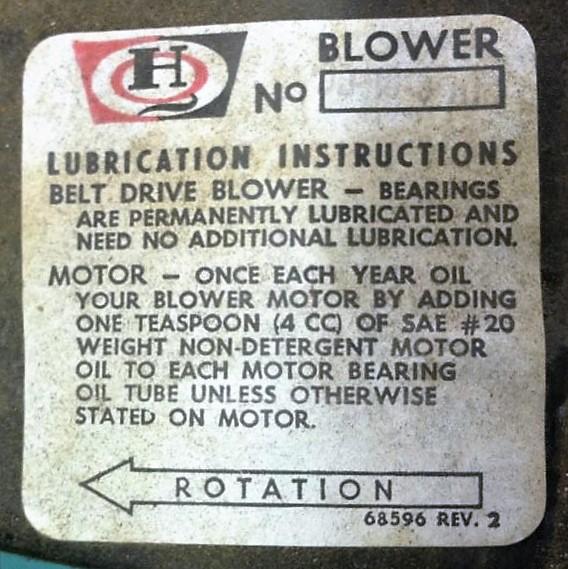 H
BLOWER
No
LUBRICATION INSTRUCTIONS
BELT DRIVE BLOWER — BEARINGS
ARE PERMANENTLY LUBRICATED AND
NEED NO ADDITIONAL LUBRICATION.
MOTOR — ONCE EACH YEAR OIL
YOUR BLOWER MOTOR BY ADDING
ONE TEASPOON (4 CC) OF SAE #20
WEIGHT NON-DETERGENT MOTOR
OIL TO EACH MOTOR BEARING
OIL TUBE UNLESS OTHERWISE
STATED ON MOTOR.
ROTATION
68596 REV. 2